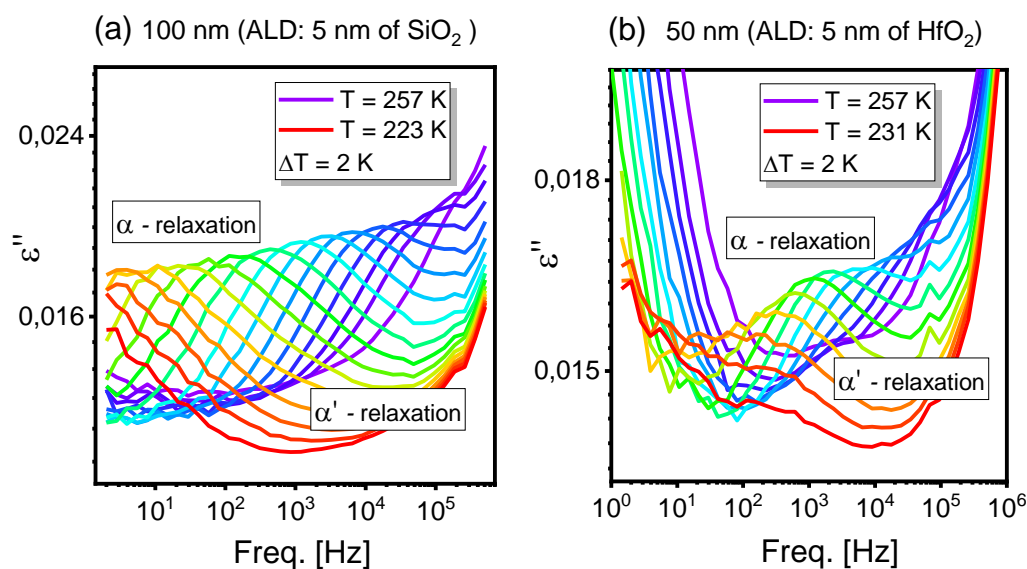 (a) 100 nm (ALD: 5 nm of SiO₂ )
T = 257 K
T = 223 K
ΔT = 2 K
0,024
0,016
ε''
α - relaxation
α' - relaxation
10¹ 10² 10³ 10⁴ 10⁵
Freq. [Hz]
(b) 50 nm (ALD: 5 nm of HfO₂)
T = 257 K
T = 231 K
ΔT = 2 K
0,018
0,015
ε''
α - relaxation
α' - relaxation
10⁰ 10¹ 10² 10³ 10⁴ 10⁵ 10⁶
Freq. [Hz]